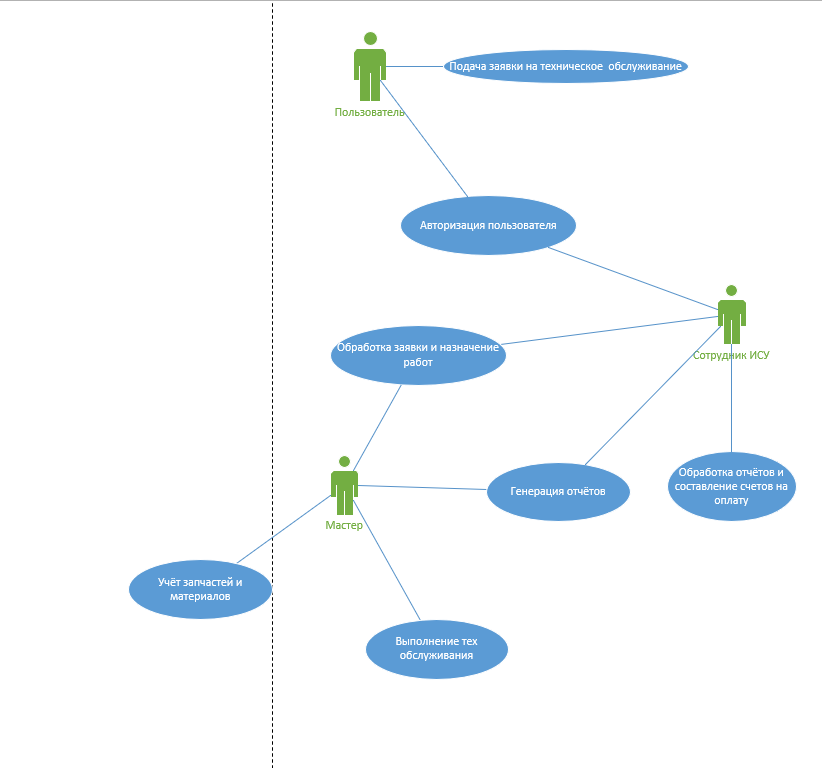 Подача заявки на техническое обслуживание
Пользователь
Авторизация пользователя
Обработка заявки и назначение
работ
Сотрудник ИСУ
Обработка отчётов и
составление счетов на
оплату
Генерация отчётов
Мастер
Учёт запчастей и
материалов
Выполнение тех
обслуживания